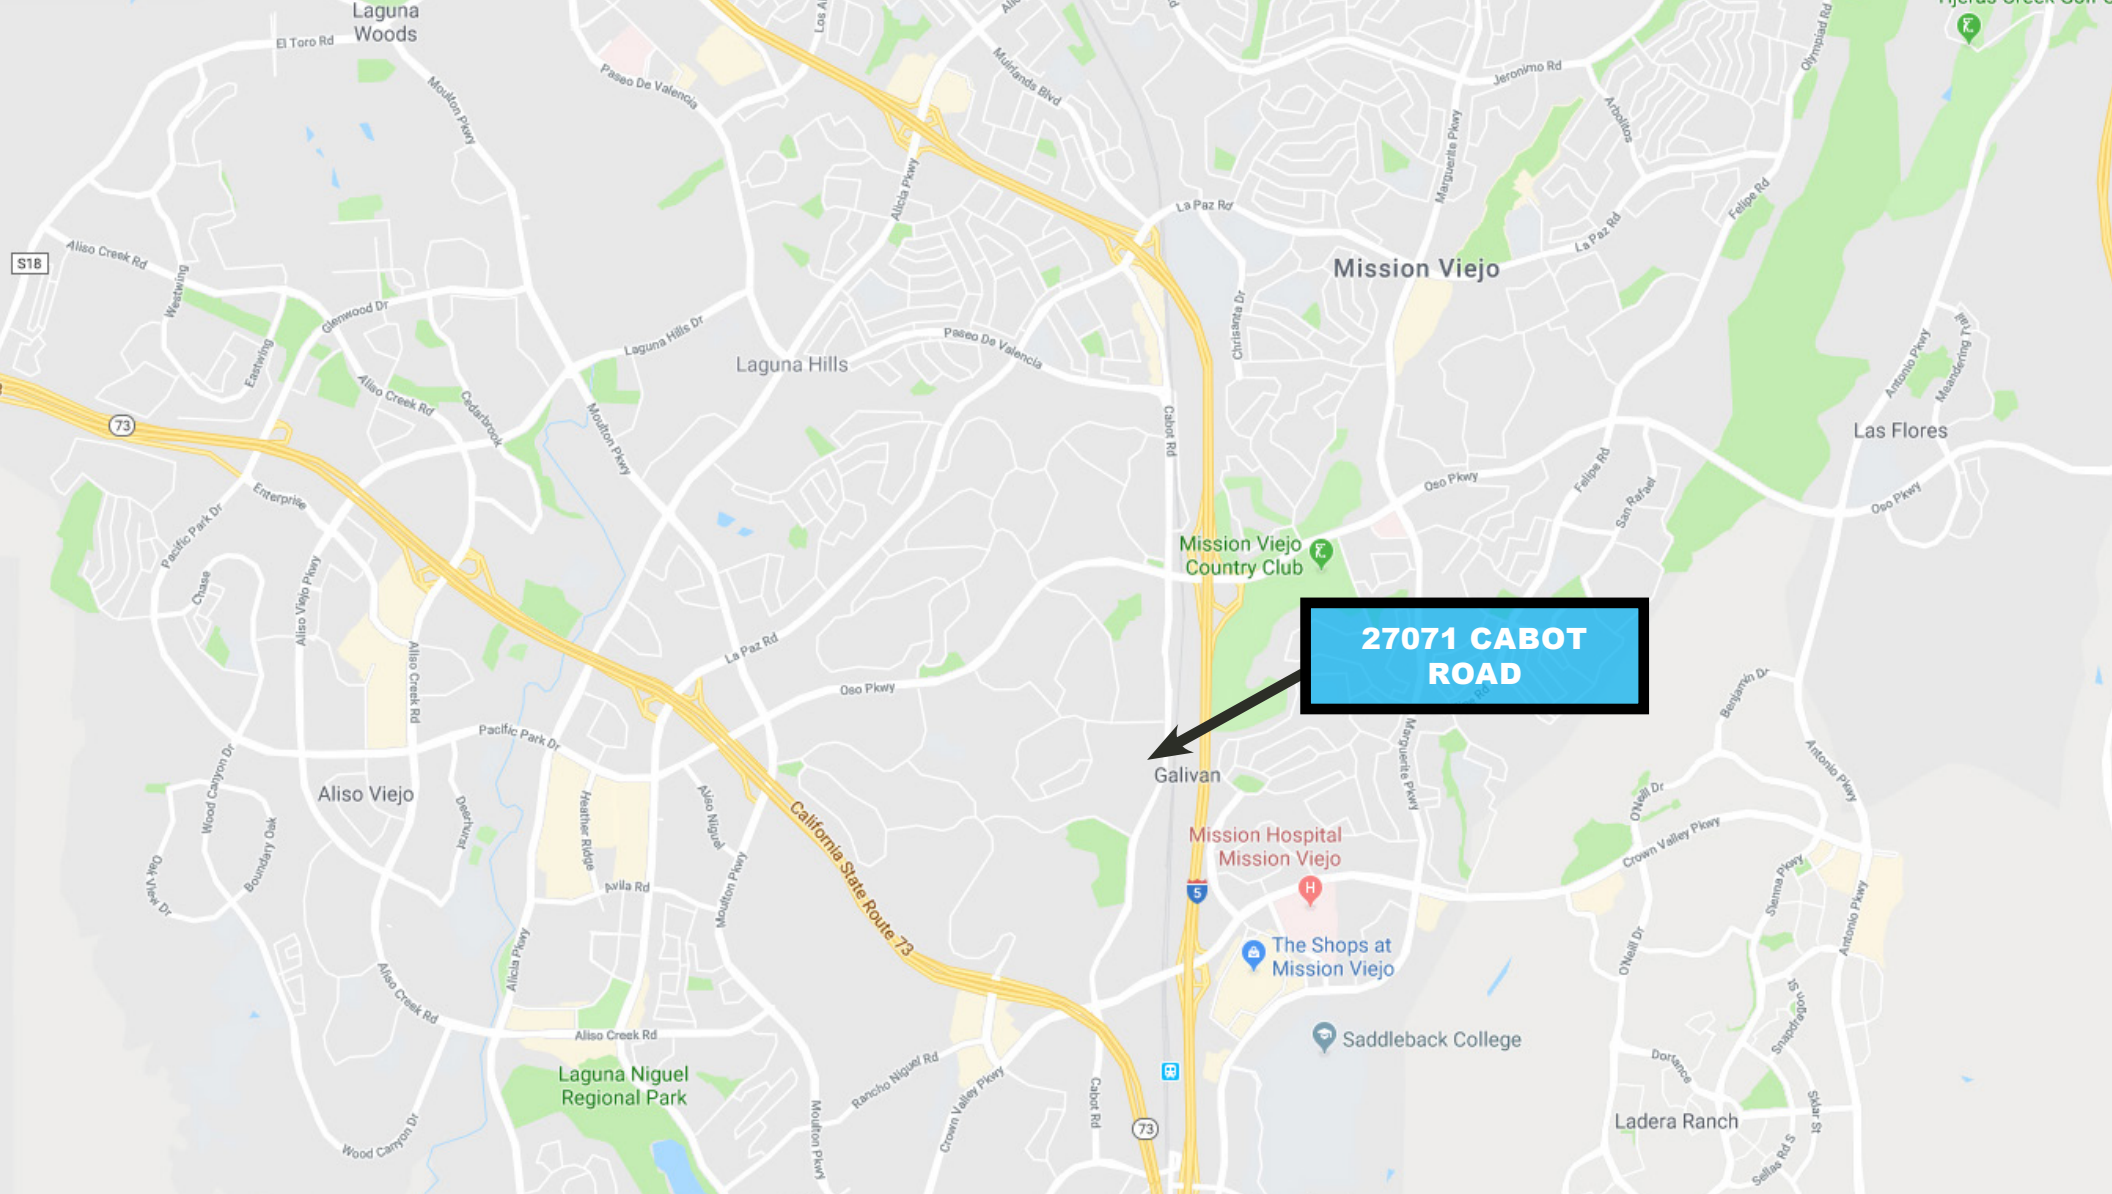 Laguna
Woods
El Toro Rd
Moulton Pkwy
Paseo De Valencia
Muirlands Blvd
Jeronimo Rd
Olympiad Rd
Arbolitos
Marguerite Pkwy
Alicia Pkwy
La Paz Rd
La Paz Rd
Felipe Rd
S18
Aliso Creek Rd
Westwing
Glenwood Dr
Eastwing
Aliso Creek Rd
Cedarbrook
Laguna Hills Dr
Laguna Hills
Paseo De Valencia
Chrisanta Dr
Mission Viejo
Antonio Pkwy
Meandering Trail
Las Flores
73
Moulton Pkwy
Cabot Rd
Oso Pkwy
Felipe Rd
San Rafael
Oso Pkwy
Enterprise
Pacific Park Dr
Chase
Aliso Viejo Pkwy
Aliso Creek Rd
Mission Viejo
Country Club
La Paz Rd
Oso Pkwy
27071 CABOT
ROAD
Marguerite Pkwy
Benjamin Dr
Antonio Pkwy
Pacific Park Dr
Galivan
Aliso Viejo
Wood Canyon Dr
Boundary Oak
Oak View Dr
Deerhurst
Heather Ridge
Avila Rd
Aliso Niguel
Moulton Pkwy
California State Route 73
Mission Hospital
Mission Viejo
H
5
O'Neill Dr
Crown Valley Pkwy
Sienna Pkwy
Antonio Pkwy
The Shops at
Mission Viejo
O'Neill Dr
Alicia Pkwy
Aliso Creek Rd
Aliso Creek Rd
Saddleback College
Snapdragon St
Dorrance
Laguna Niguel
Regional Park
Rancho Niguel Rd
Crown Valley Pkwy
Cabot Rd
73
Moulton Pkwy
Wood Canyon Dr
Ladera Ranch
Sklar St
Sellas Rd S